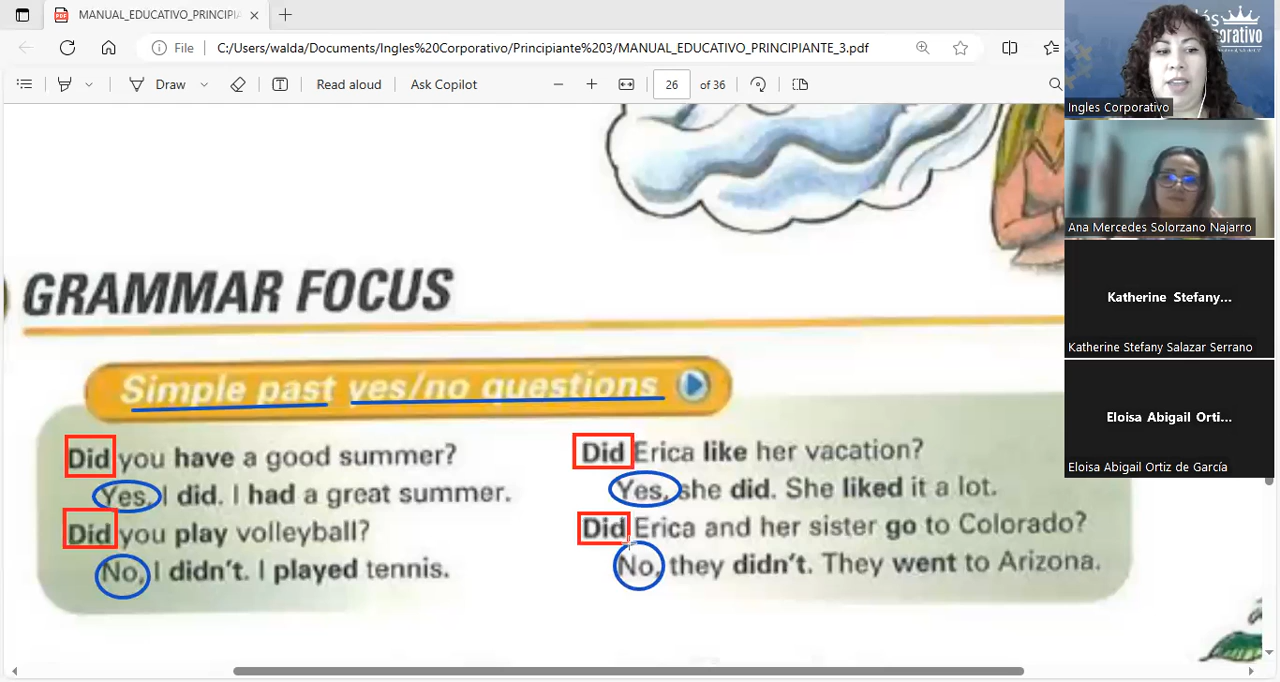 MANUAL_EDUCATIVO_PRINCIPIA
File
C:/Users/walda/Documents/Ingles%20Corporativo/Principante%203/MANUAL_EDUCATIVO_PRINCIPIANTE_3.pdf
Draw
Read aloud
Ask Copilot
26
of 36
Ingles Corporativo
Ana Mercedes Solorzano Najarro
Katherine Stefany...
Katherine Stefany Salazar Serrano
Eloisa Abigail Orti...
Eloisa Abigail Ortiz de García
GRAMMAR FOCUS
Simple past yes/no questions
Did you have a good summer?
Yes, I did. I had a great summer.
Did you play volleyball?
No, I didn't. I played tennis.
Did Erica like her vacation?
Yes, she did. She liked it a lot.
Did Erica and her sister go to Colorado?
No, they didn't. They went to Arizona.